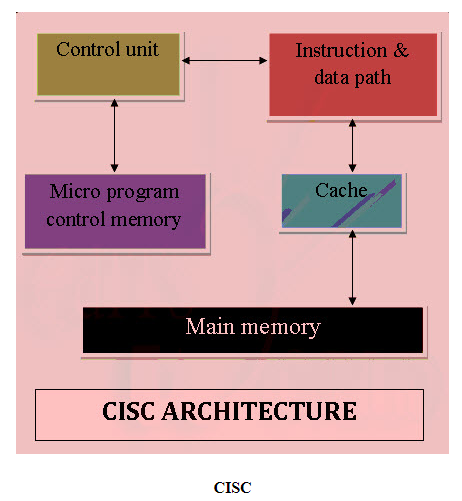 Control unit
Instruction &
data path
Micro program
control memory
Cache
Main memory
CISC ARCHITECTURE
CISC